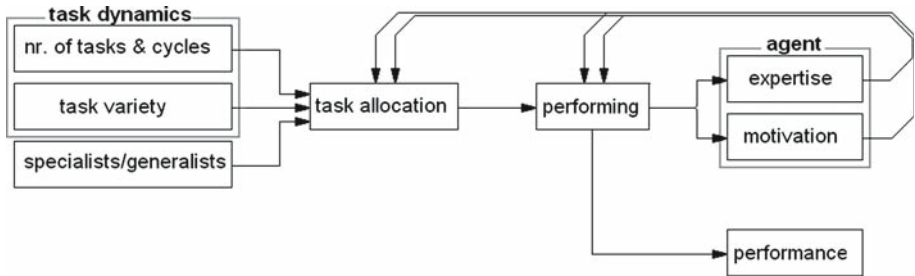 task dynamics
nr. of tasks & cycles
task variety
specialists/generalists
task allocation
performing
agent
expertise
motivation
performance